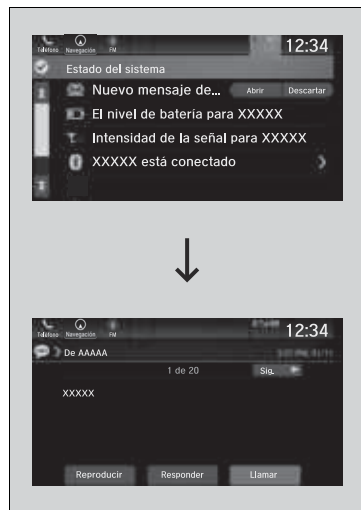 Teléfono Navegación FM 12:34
Estado del sistema
Nuevo mensaje de... Abrir Descartar
El nivel de batería para XXXXX
Intensidad de la señal para XXXXX
XXXXX está conectado
Teléfono Navegación FM 12:34
De AAAAA
1 de 20 Sig.
XXXXX
Reproducir Responder Llamar